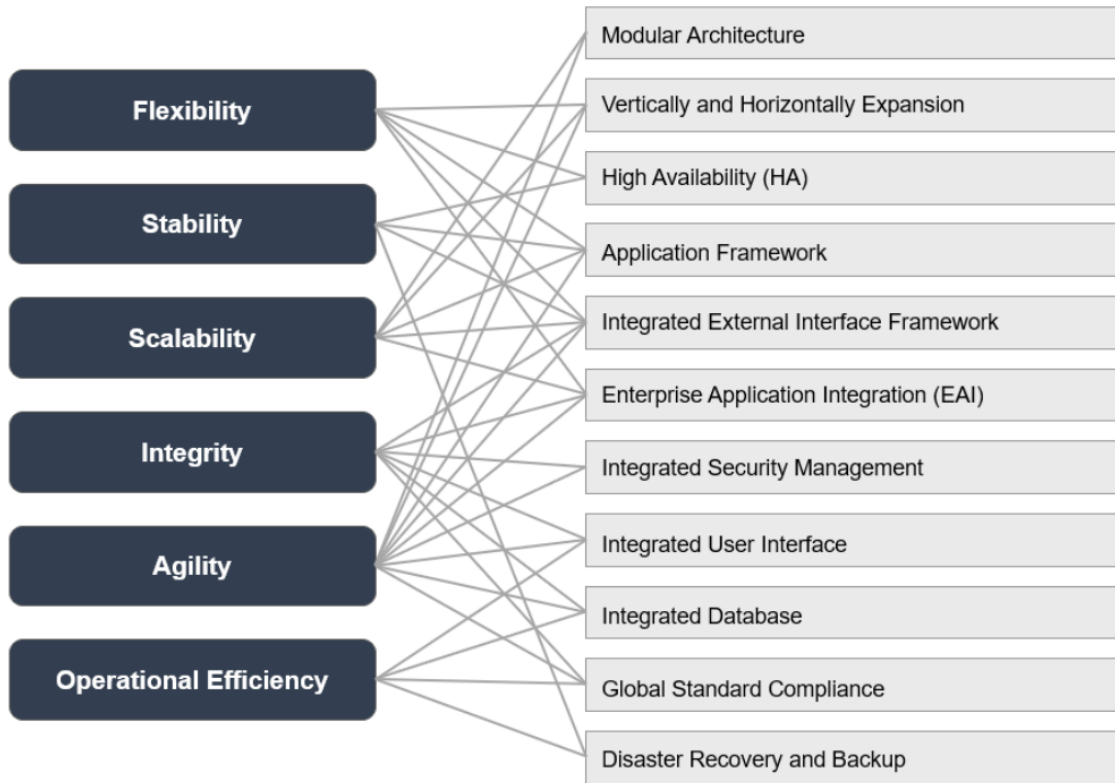 Flexibility
Stability
Scalability
Integrity
Agility
Operational Efficiency
Modular Architecture
Vertically and Horizontally Expansion
High Availability (HA)
Application Framework
Integrated External Interface Framework
Enterprise Application Integration (EAI)
Integrated Security Management
Integrated User Interface
Integrated Database
Global Standard Compliance
Disaster Recovery and Backup